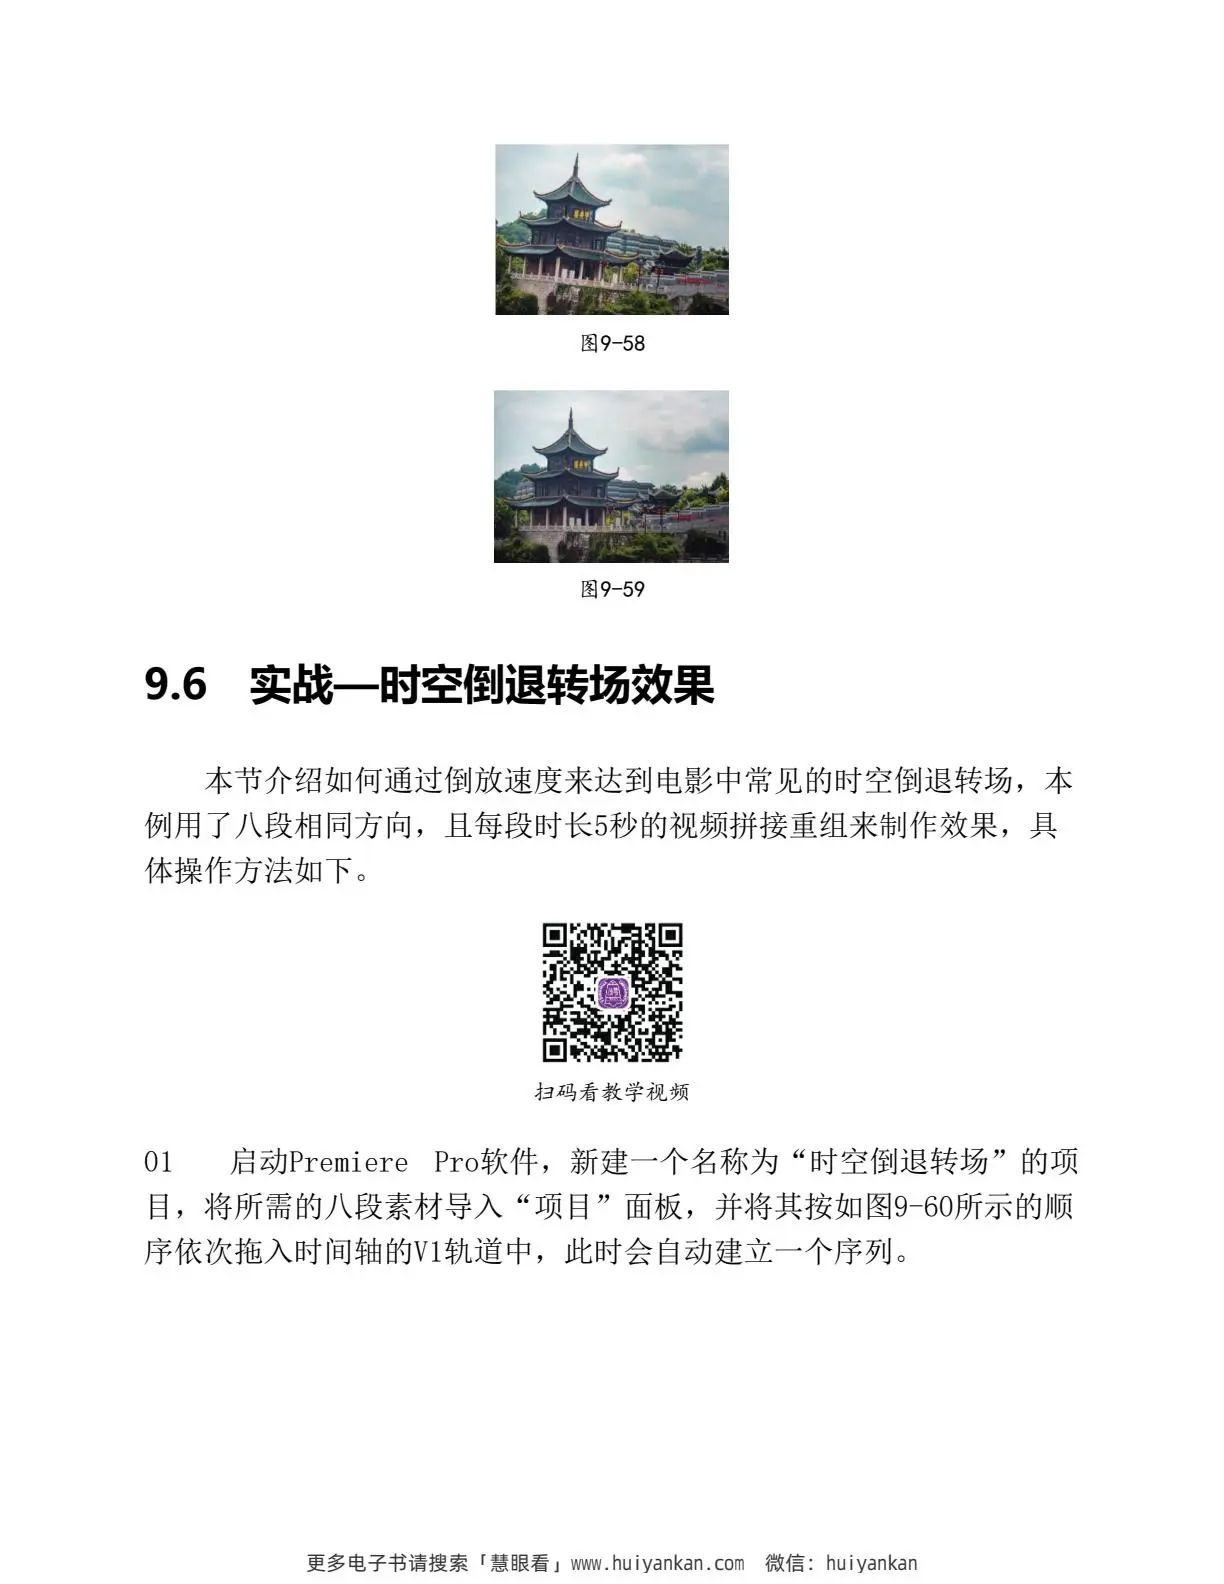 图9-58
图9-59
9.6 实战—时空倒退转场效果
本节介绍如何通过倒放速度来达到电影中常见的时空倒退转场，本
例用了八段相同方向，且每段时长5秒的视频拼接重组来制作效果，具
体操作方法如下。
扫码看教学视频
01 启动Premiere Pro软件，新建一个名称为“时空倒退转场”的项
目，将所需的八段素材导入“项目”面板，并将其按如图9-60所示的顺
序依次拖入时间轴的V1轨道中，此时会自动建立一个序列。
更多电子书请搜索「慧眼看」www.huiyankan.com 微信：huiyankan